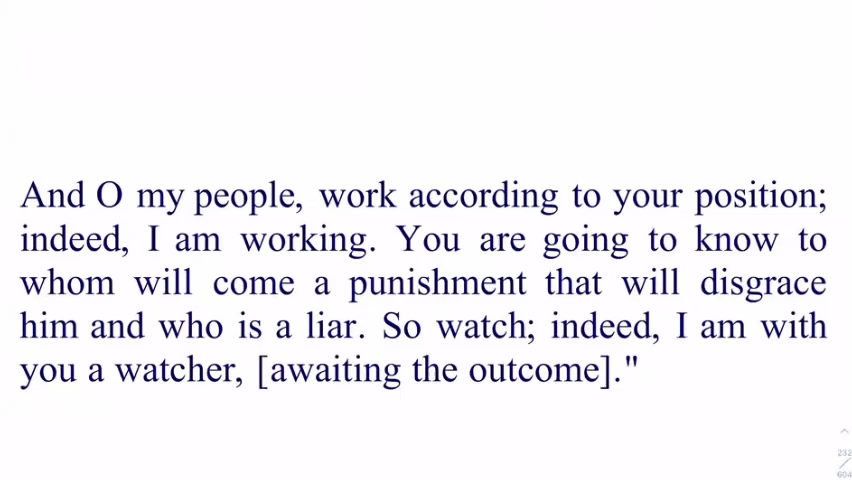 And O my people, work according to your position;
indeed, I am working. You are going to know to
whom will come a punishment that will disgrace
him and who is a liar. So watch; indeed, I am with
you a watcher, [awaiting the outcome]."
232
/
604